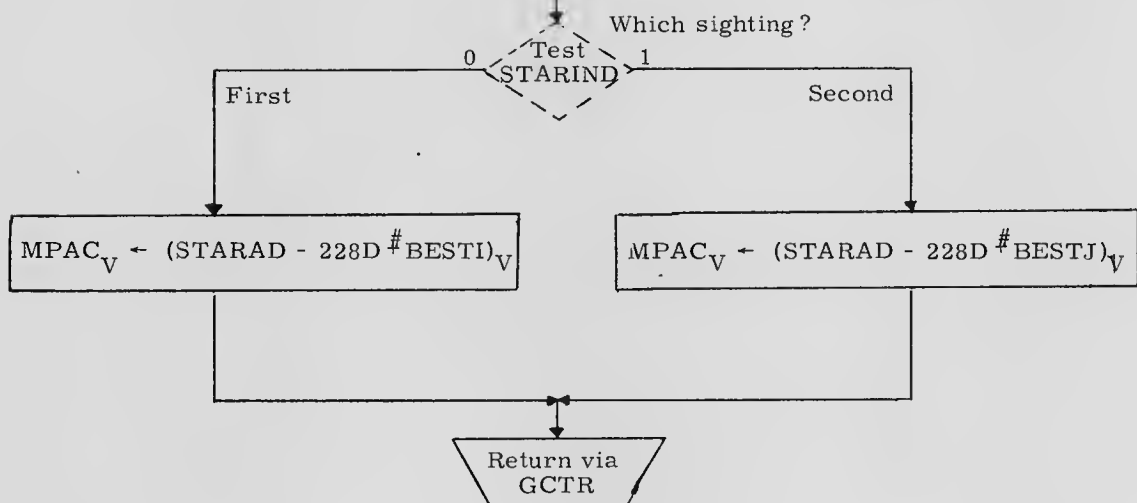 Which sighting?
0
Test
STARIND
1
First
Second
MPAC_V ← (STARAD - 228D #BESTI)_V
MPAC_V ← (STARAD - 228D #BESTJ)_V
Return via
GCTR